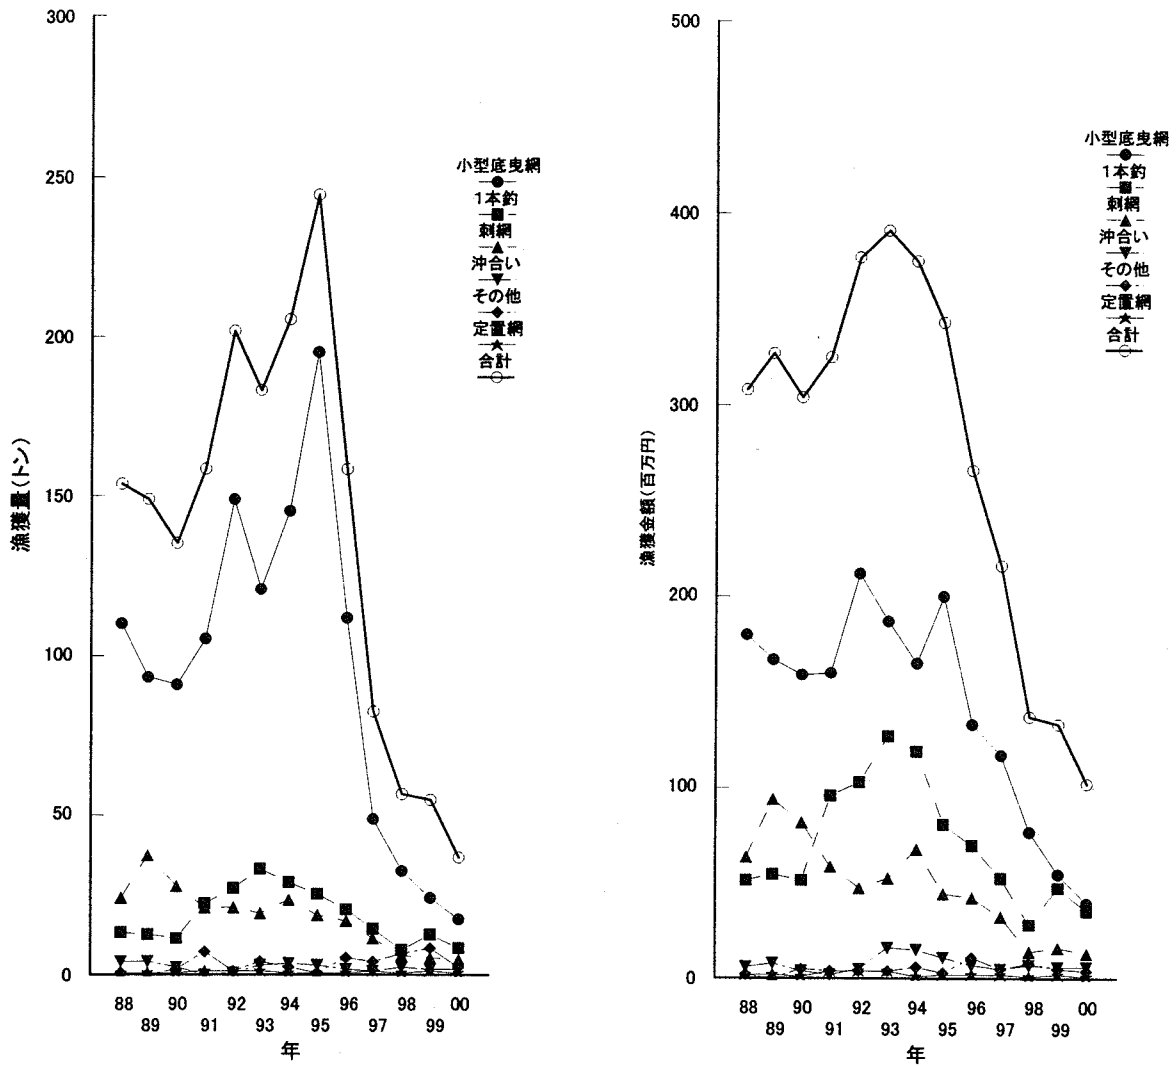 300
250
200
150
100
50
0
漁獲量(トン)
小型底曳網
1本釣
刺網
沖合い
その他
定置網
合計
88 90 92 94 96 98 00
89 91 93 95 97 99
年
500
400
300
200
100
0
漁獲金額(百万円)
小型底曳網
1本釣
刺網
沖合い
その他
定置網
合計
88 90 92 94 96 98 00
89 91 93 95 97 99
年